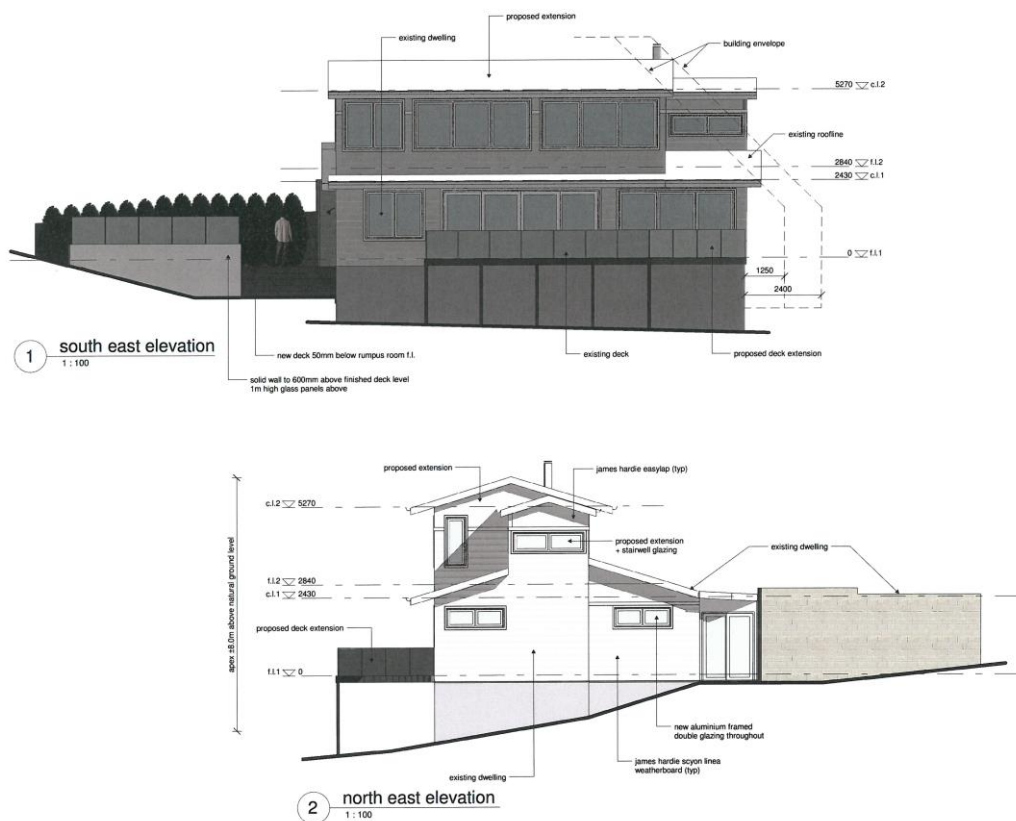 proposed extension
existing dwelling
building envelope
5270 c.l.2
existing roofline
2840 f.l.2
2430 c.l.1
0 f.l.1
1250
2400
1 south east elevation
1 : 100
new deck 50mm below rumpus room f.l.
existing deck
proposed deck extension
solid wall to 600mm above finished deck level
1m high glass panels above
proposed extension
james hardie easylap (typ)
c.l.2 5270
proposed extension
+ stairwell glazing
existing dwelling
f.l.2 2840
c.l.1 2430
proposed deck extension
apex ±8.0m above natural ground level
f.l.1 0
new aluminium framed
double glazing throughout
james hardie scyon linea
weatherboard (typ)
existing dwelling
2 north east elevation
1 : 100